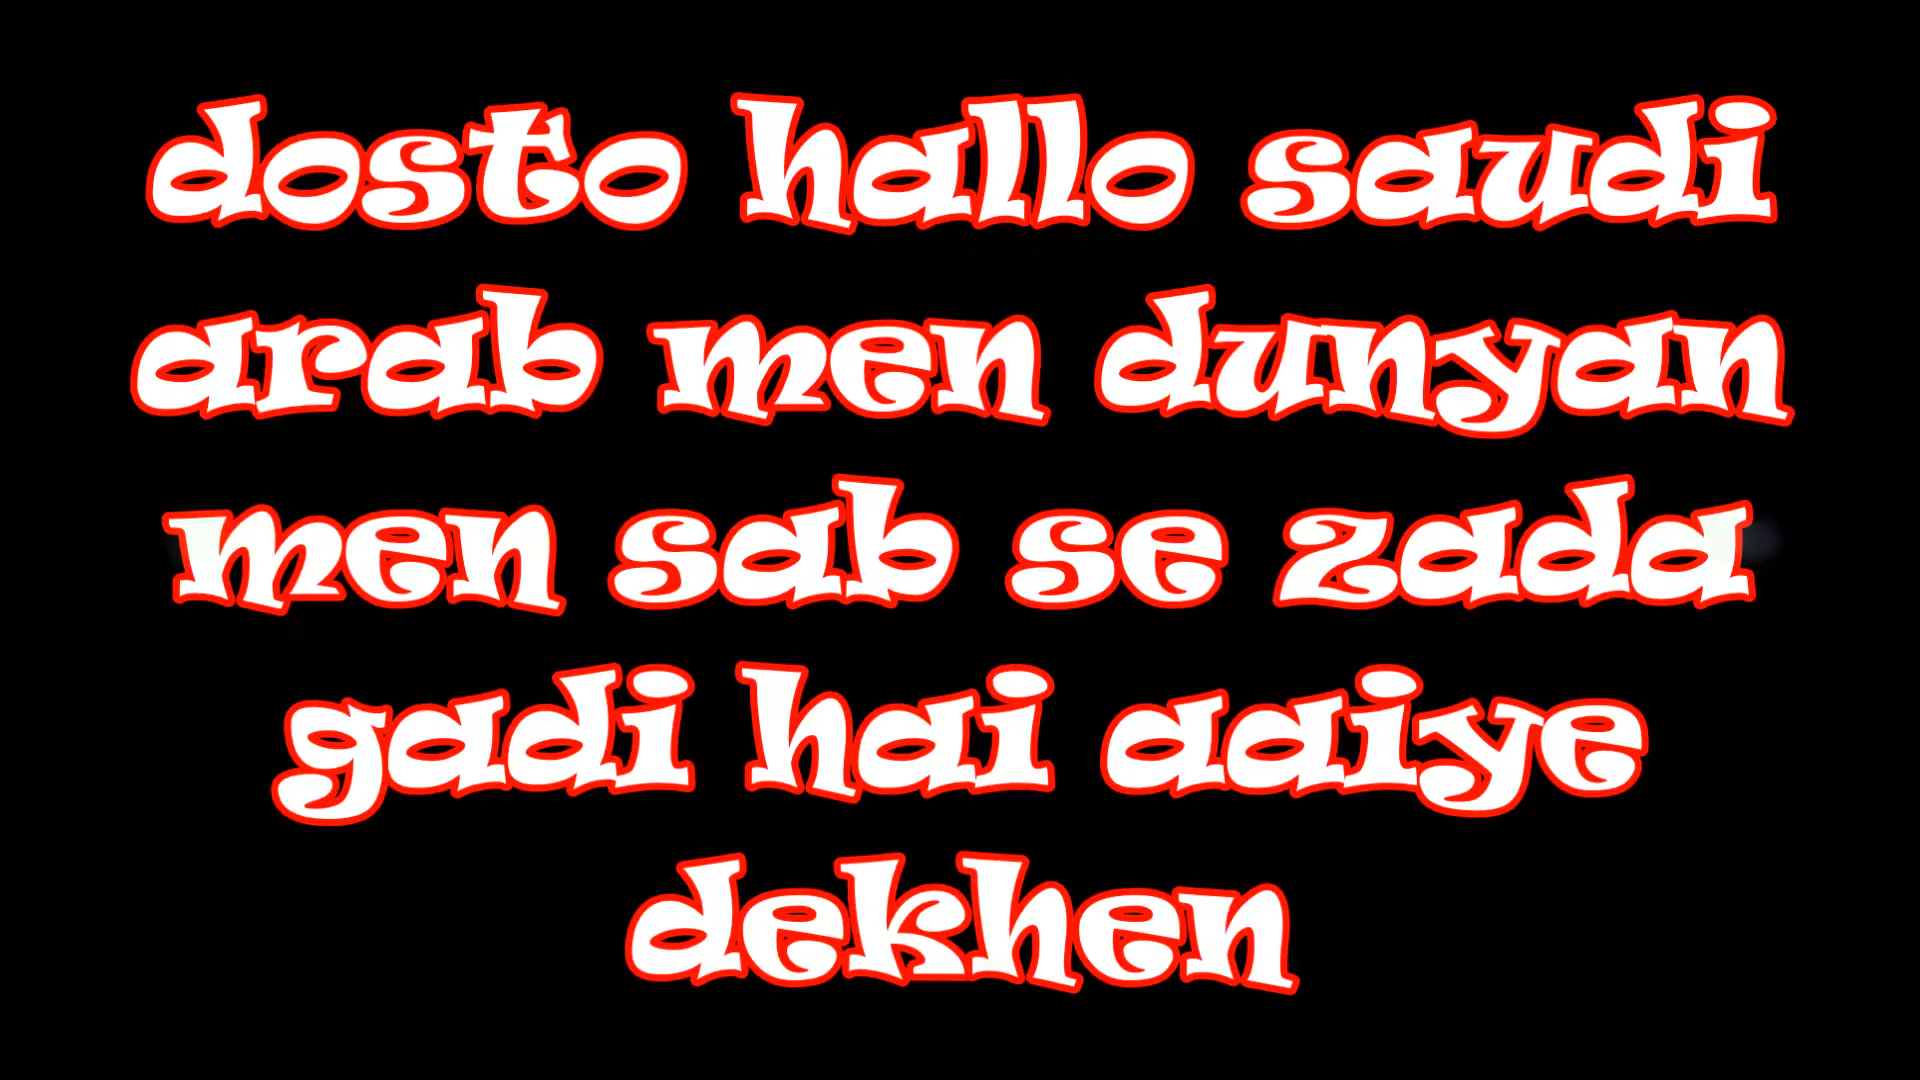 dosto hallo saudi
arab men dunyan
men sab se zada
gadi hai aaiye
dekhen